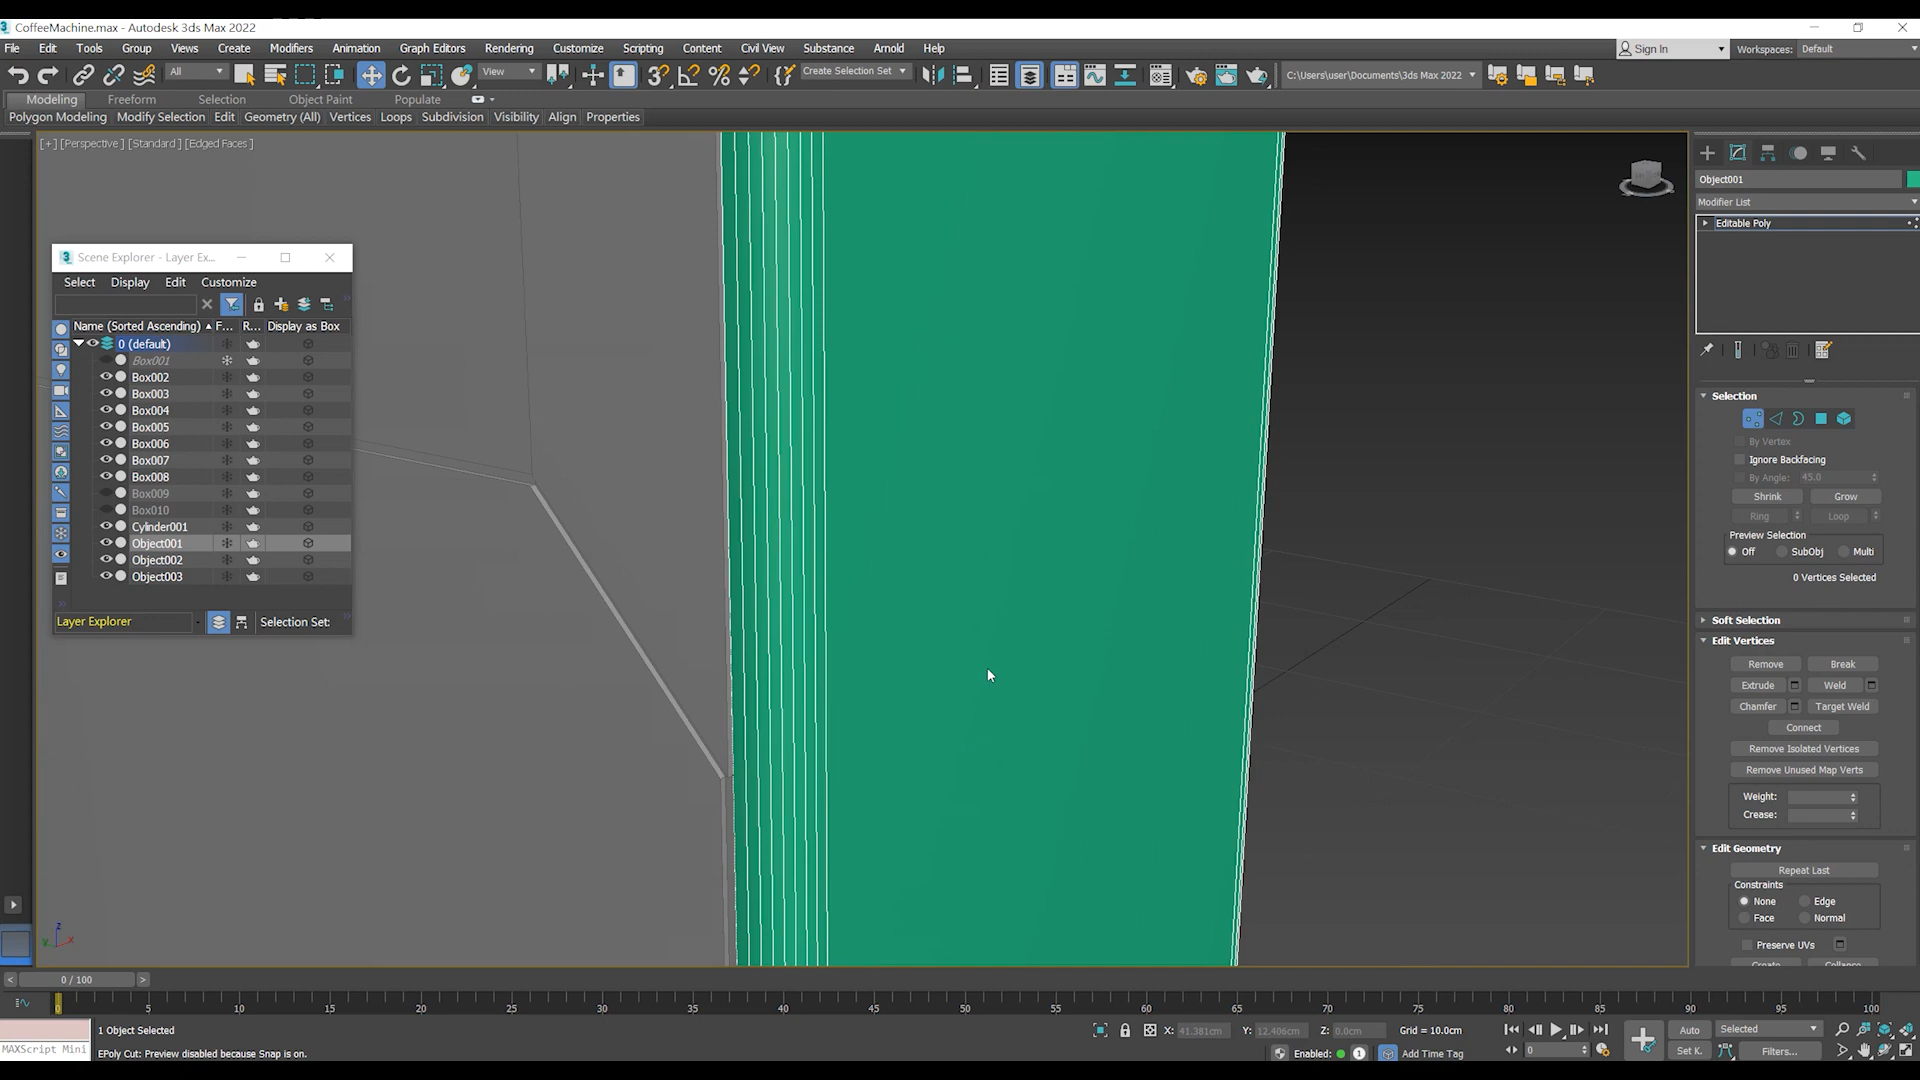 CoffeeMachine.max - Autodesk 3ds Max 2022
File Edit Tools Group Views Create Modifiers Animation Graph Editors Rendering Customize Scripting Content Civil View Substance Arnold Help
Sign In Workspaces: Default
All View Create Selection Set C:\Users\user\Documents\3ds Max 2022
Modeling Freeform Selection Object Paint Populate
Polygon Modeling Modify Selection Edit Geometry (All) Vertices Loops Subdivision Visibility Align Properties
[+] [Perspective ] [Standard ] [Edged Faces ]
Scene Explorer - Layer Ex...
Select Display Edit Customize
Name (Sorted Ascending) F... R... Display as Box
0 (default)
Box001
Box002
Box003
Box004
Box005
Box006
Box007
Box008
Box009
Box010
Cylinder001
Object001
Object002
Object003
Layer Explorer Selection Set:
Object001
Modifier List
Editable Poly
Selection
By Vertex
Ignore Backfacing
By Angle: 45.0
Shrink Grow
Ring Loop
Preview Selection
Off SubObj Multi
0 Vertices Selected
Soft Selection
Edit Vertices
Remove Break
Extrude Weld
Chamfer Target Weld
Connect
Remove Isolated Vertices
Remove Unused Map Verts
Weight:
Crease:
Edit Geometry
Repeat Last
Constraints
None Edge
Face Normal
Preserve UVs
Create Collapse
z
x
y
< 0 / 100 >
0 5 10 15 20 25 30 35 40 45 50 55 60 65 70 75 80 85 90 95 100
1 Object Selected
X: 41.381cm Y: 12.406cm Z: 0.0cm Grid = 10.0cm
Auto Selected
MAXScript Mini
EPoly Cut: Preview disabled because Snap is on.
Enabled: 1 Add Time Tag
0 Set K. Filters...